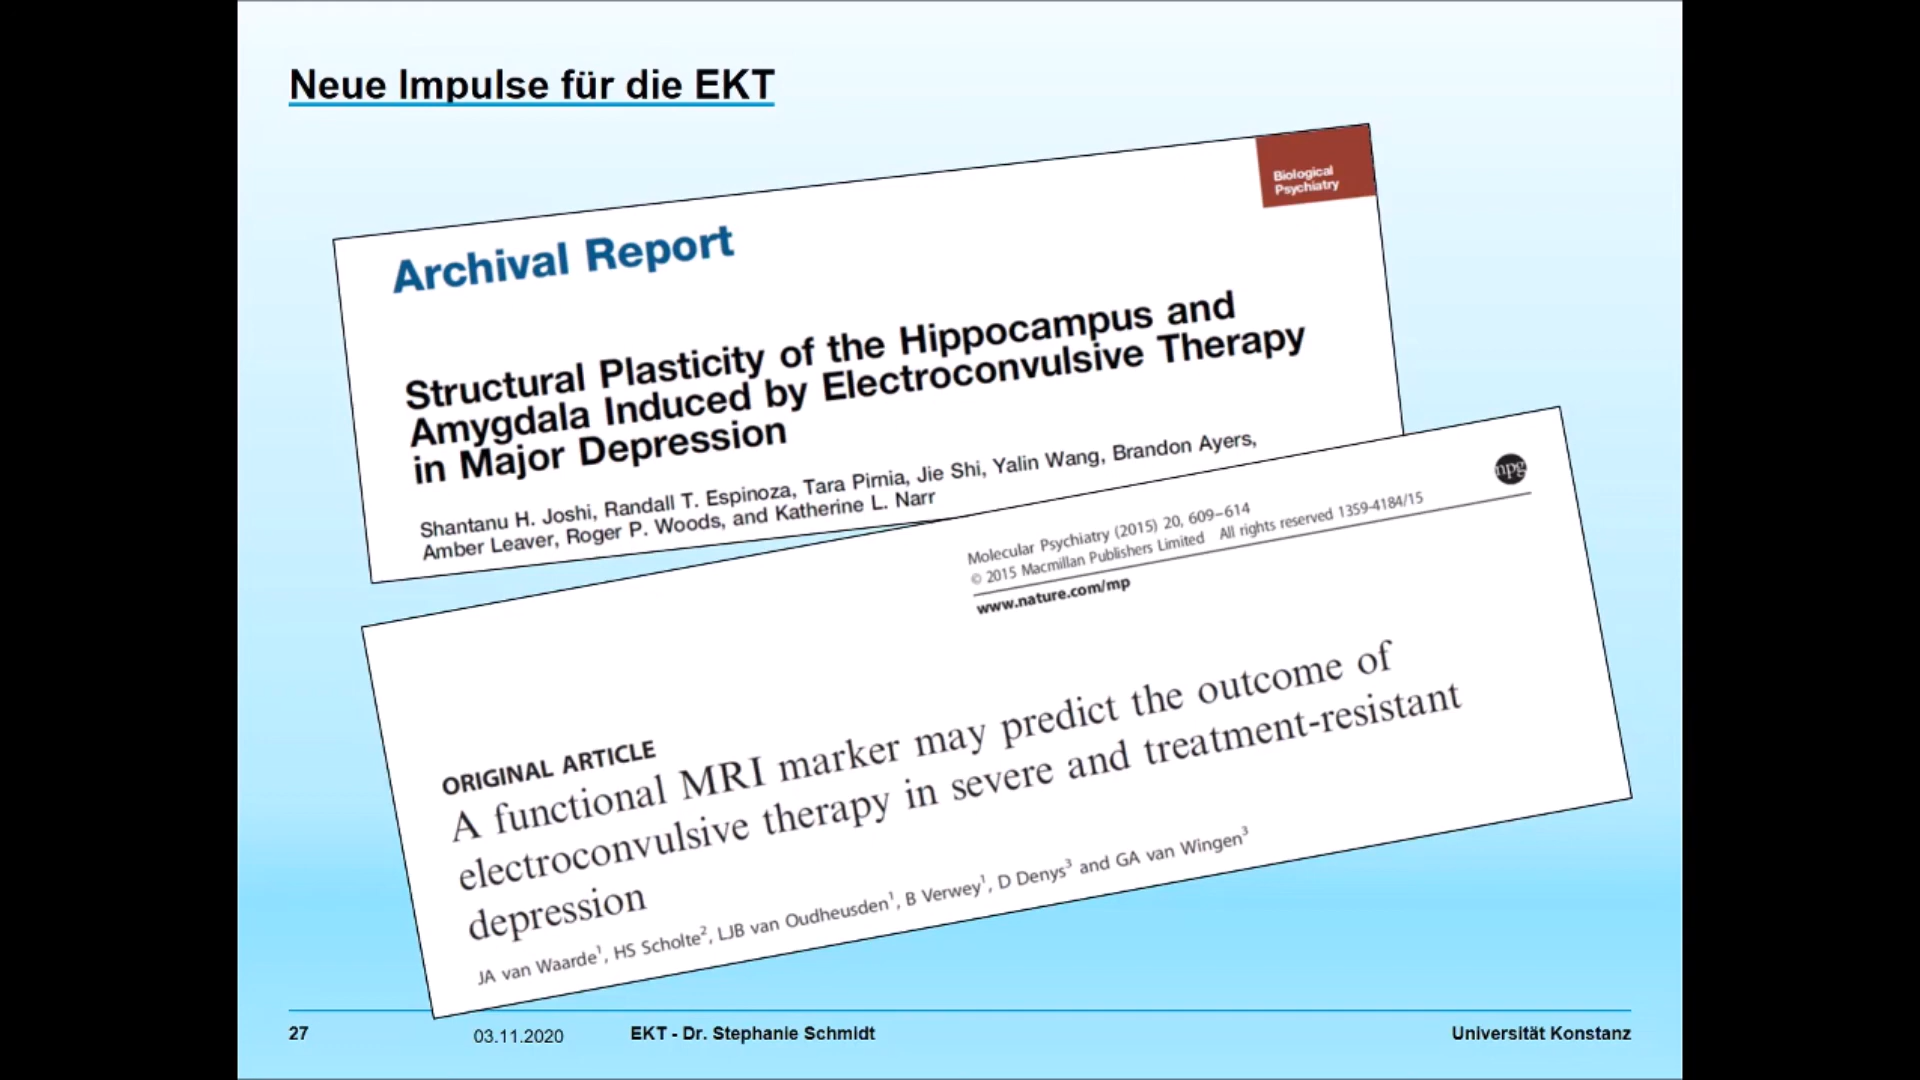 Neue Impulse für die EKT
Biological
Psychiatry
Archival Report
Structural Plasticity of the Hippocampus and
Amygdala Induced by Electroconvulsive Therapy
in Major Depression
Shantanu H. Joshi, Randall T. Espinoza, Tara Pirnia, Jie Shi, Yalin Wang, Brandon Ayers,
Amber Leaver, Roger P. Woods, and Katherine L. Narr
npg
Molecular Psychiatry (2015) 20, 609–614
© 2015 Macmillan Publishers Limited All rights reserved 1359-4184/15
www.nature.com/mp
ORIGINAL ARTICLE
A functional MRI marker may predict the outcome of
electroconvulsive therapy in severe and treatment-resistant
depression
JA van Waarde¹, HS Scholte², LJB van Oudheusden¹, B Verwey¹, D Denys³ and GA van Wingen³
27
03.11.2020
EKT - Dr. Stephanie Schmidt
Universität Konstanz